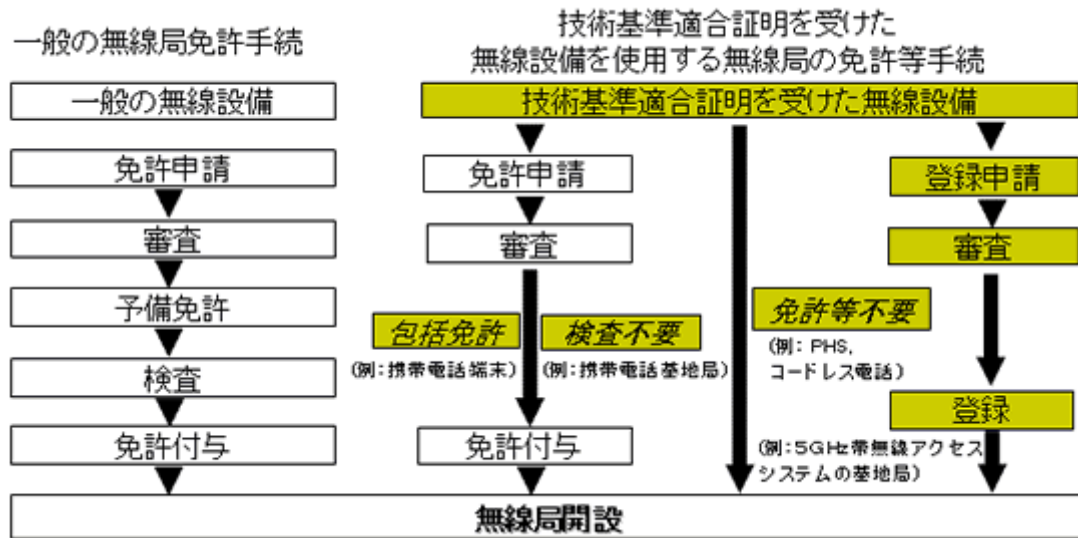 一般の無線局免許手続
一般の無線設備
免許申請
審査
予備免許
検査
免許付与
技術基準適合証明を受けた
無線設備を使用する無線局の免許等手続
技術基準適合証明を受けた無線設備
免許申請
審査
包括免許
(例：携帯電話端末)
検査不要
(例：携帯電話基地局)
免許付与
免許等不要
(例： PHS,
コードレス電話)
登録申請
審査
登録
(例：5GHz帯無線アクセス
システムの基地局)
無線局開設